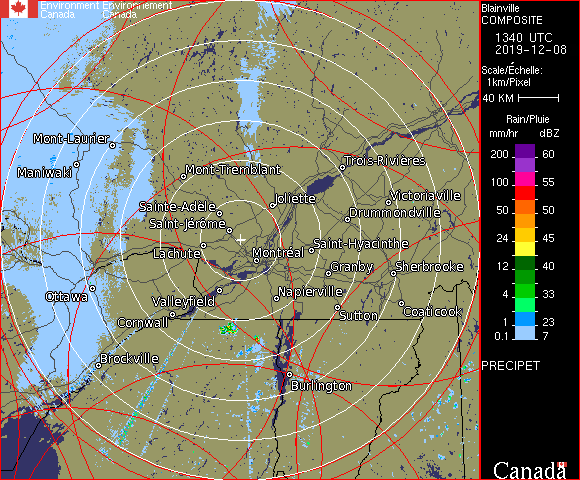 Environment Environnement
Canada Canada
Blainville
COMPOSITE
1340 UTC
2019-12-08
Scale/Échelle:
1km/Pixel
40 KM
Rain/Pluie
mm/hr dBZ
200 60
100 55
50 50
24 45
12 40
4 33
1 23
0.1 7
PRECIPET
Canada
Mont-Laurier
Maniwaki
Mont-Tremblant
Trois-Rivières
Sainte-Adèle
Joliette
Victoriaville
Saint-Jérôme
Drummondville
Lachute
Montréal
Saint-Hyacinthe
Granby
Sherbrooke
Ottawa
Valleyfield
Napierville
Cornwall
Sutton
Coaticook
Brockville
Burlington